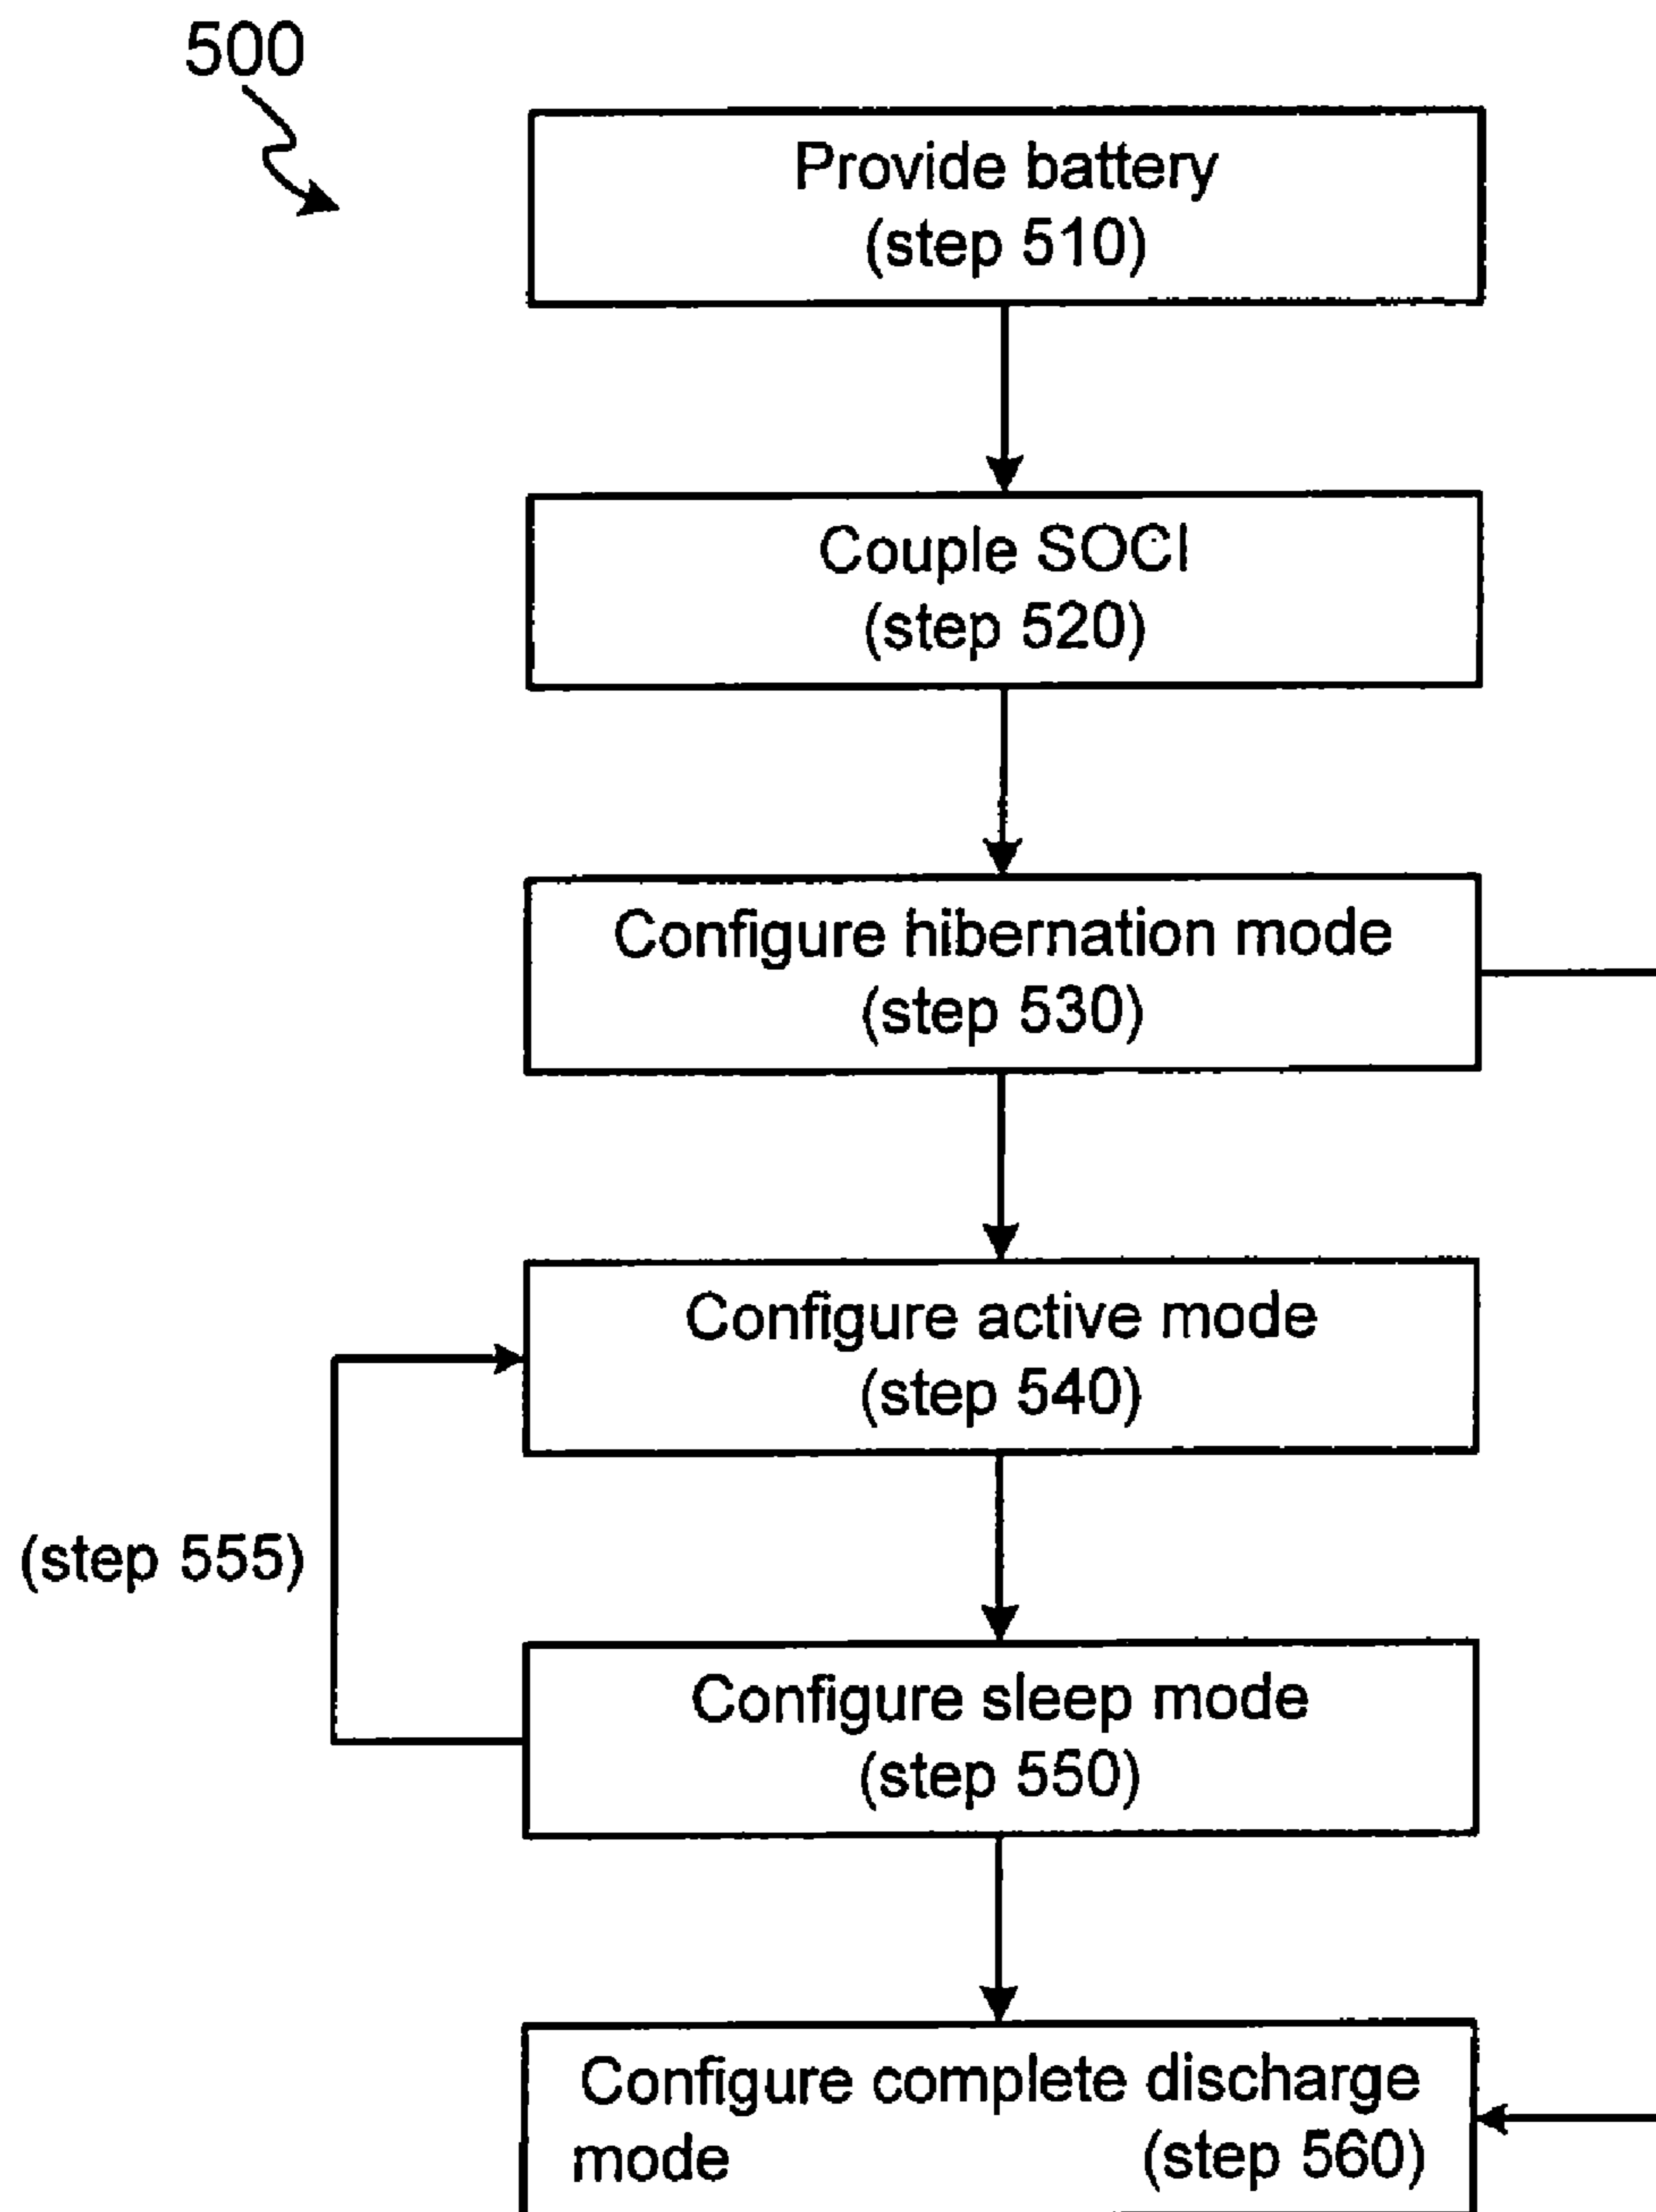 500
Provide battery
(step 510)
Couple SOCI
(step 520)
Configure hibernation mode
(step 530)
Configure active mode
(step 540)
(step 555)
Configure sleep mode
(step 550)
Configure complete discharge
mode (step 560)